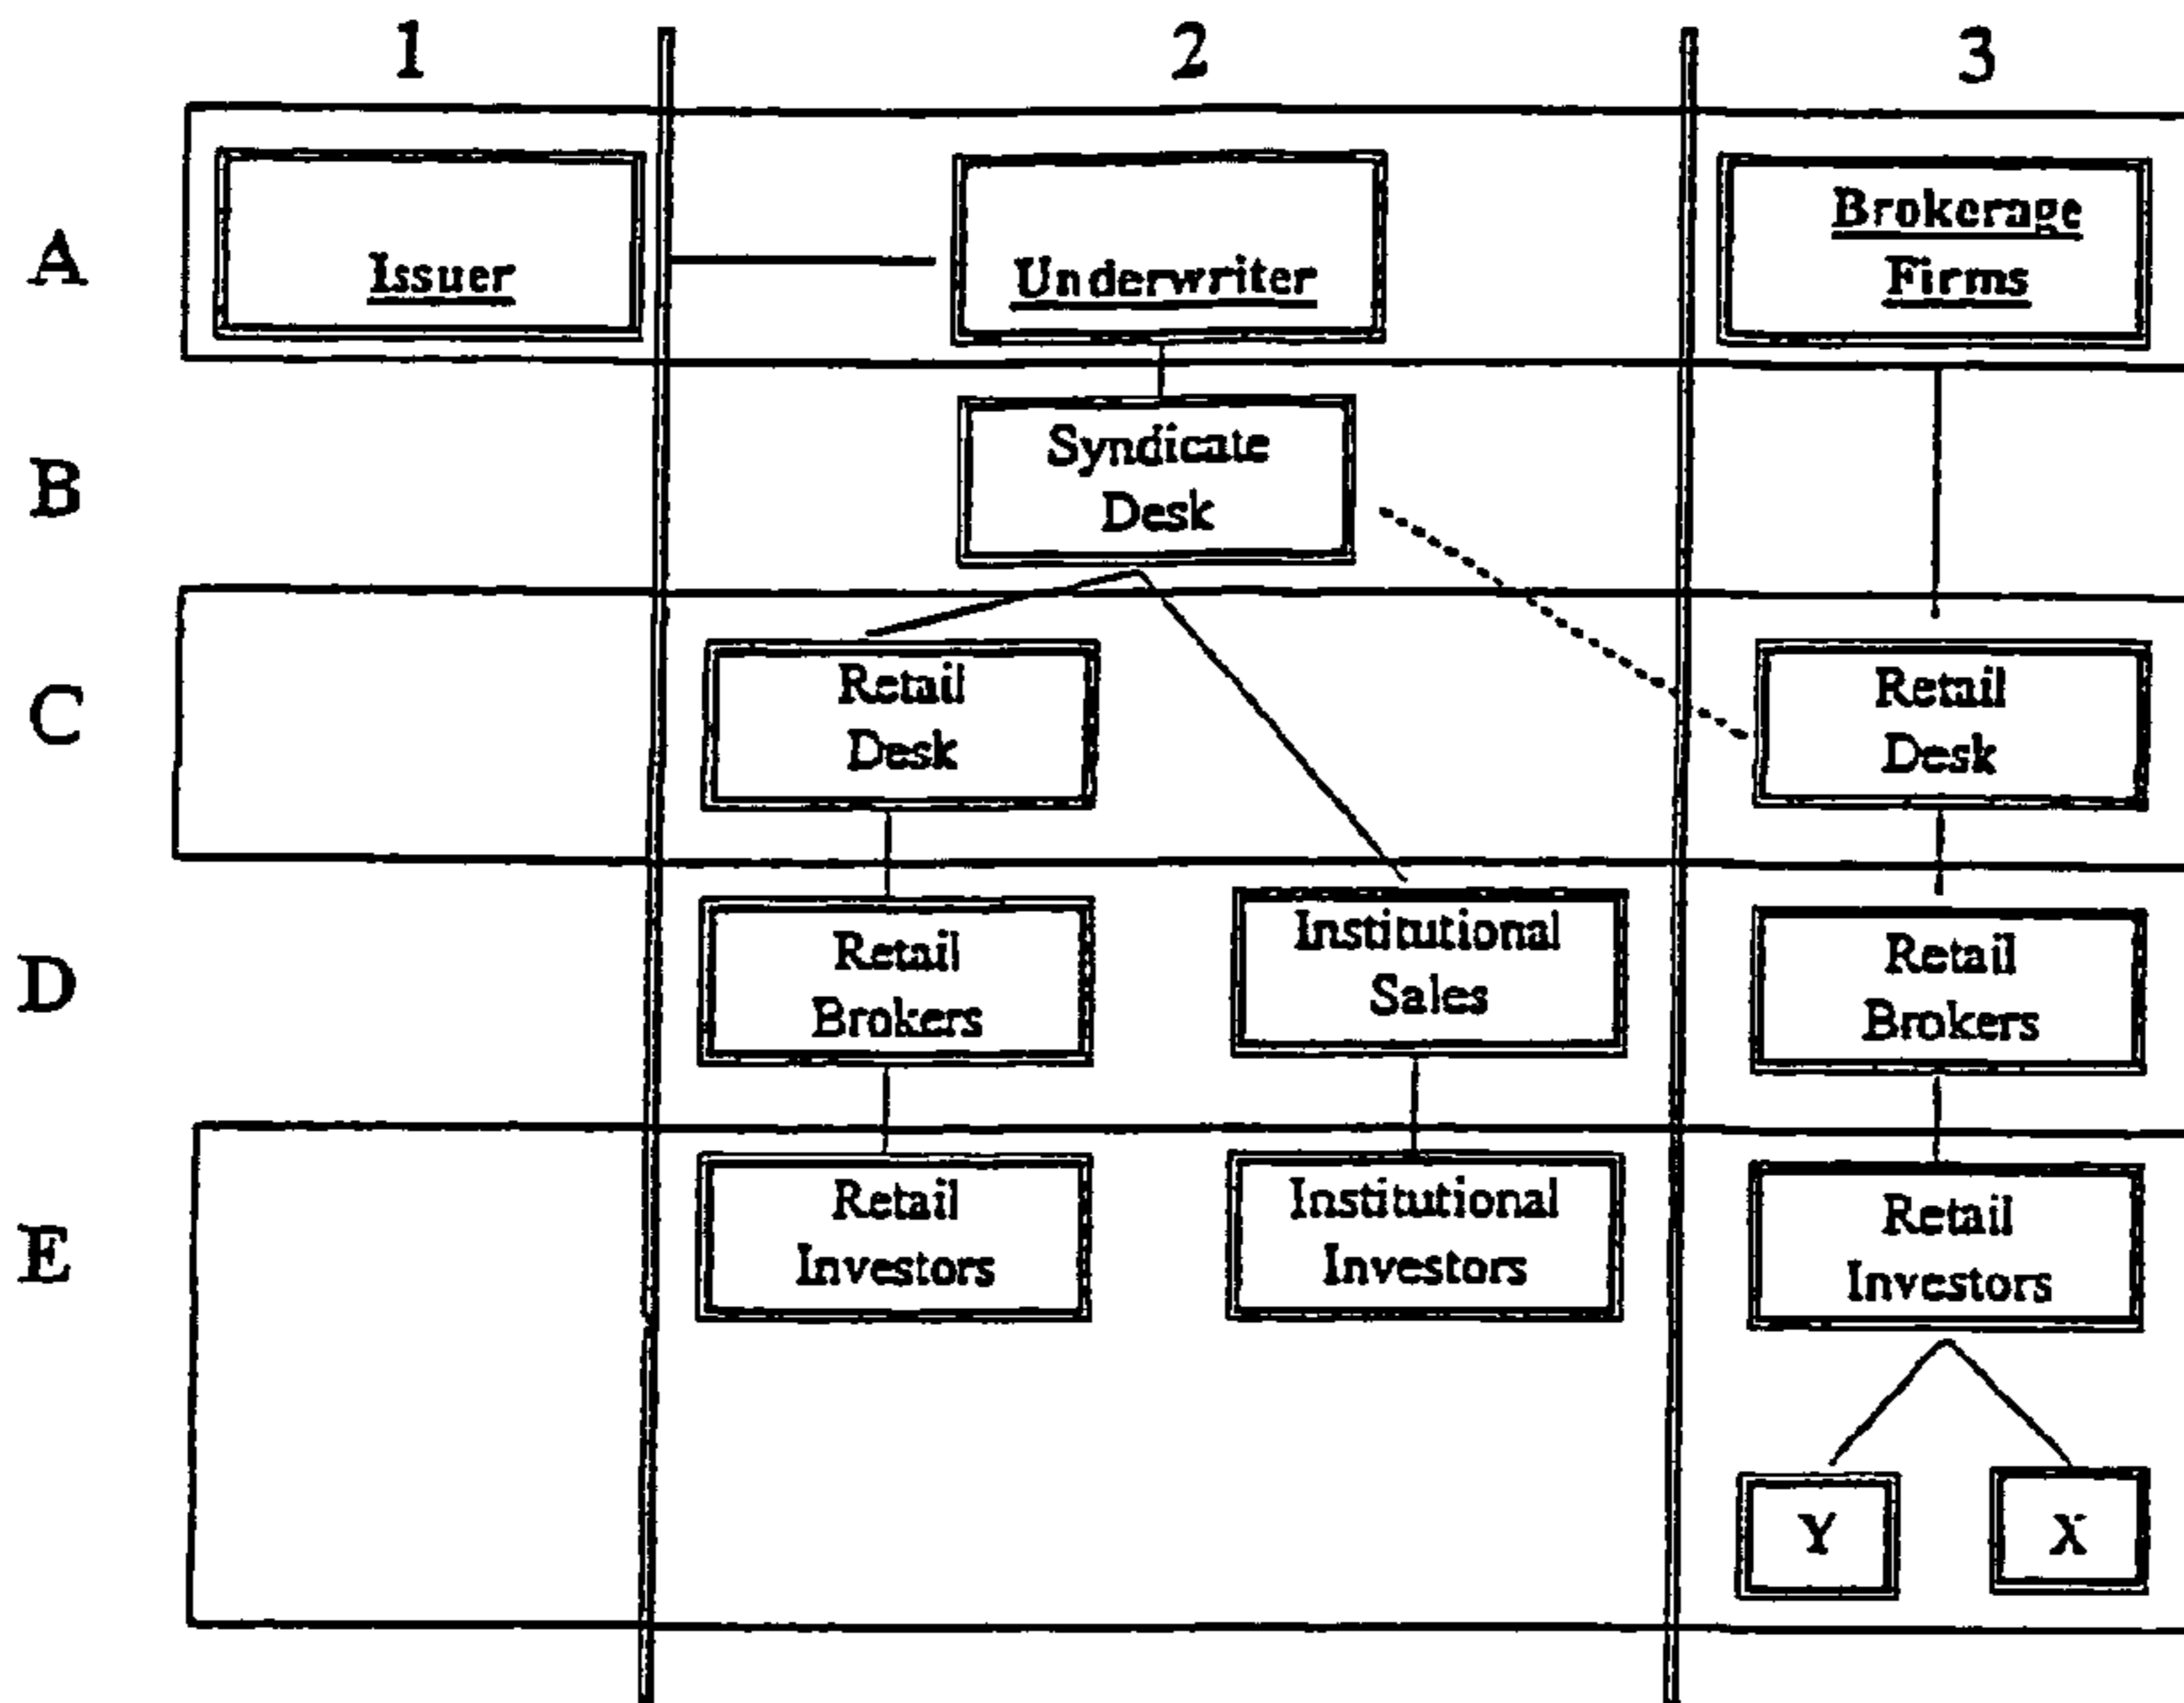 1 2 3
A
Issuer
Underwriter
Brokerage
Firms
B
Syndicate
Desk
C
Retail
Desk
Retail
Desk
D
Retail
Brokers
Institutional
Sales
Retail
Brokers
E
Retail
Investors
Institutional
Investors
Retail
Investors
Y
X